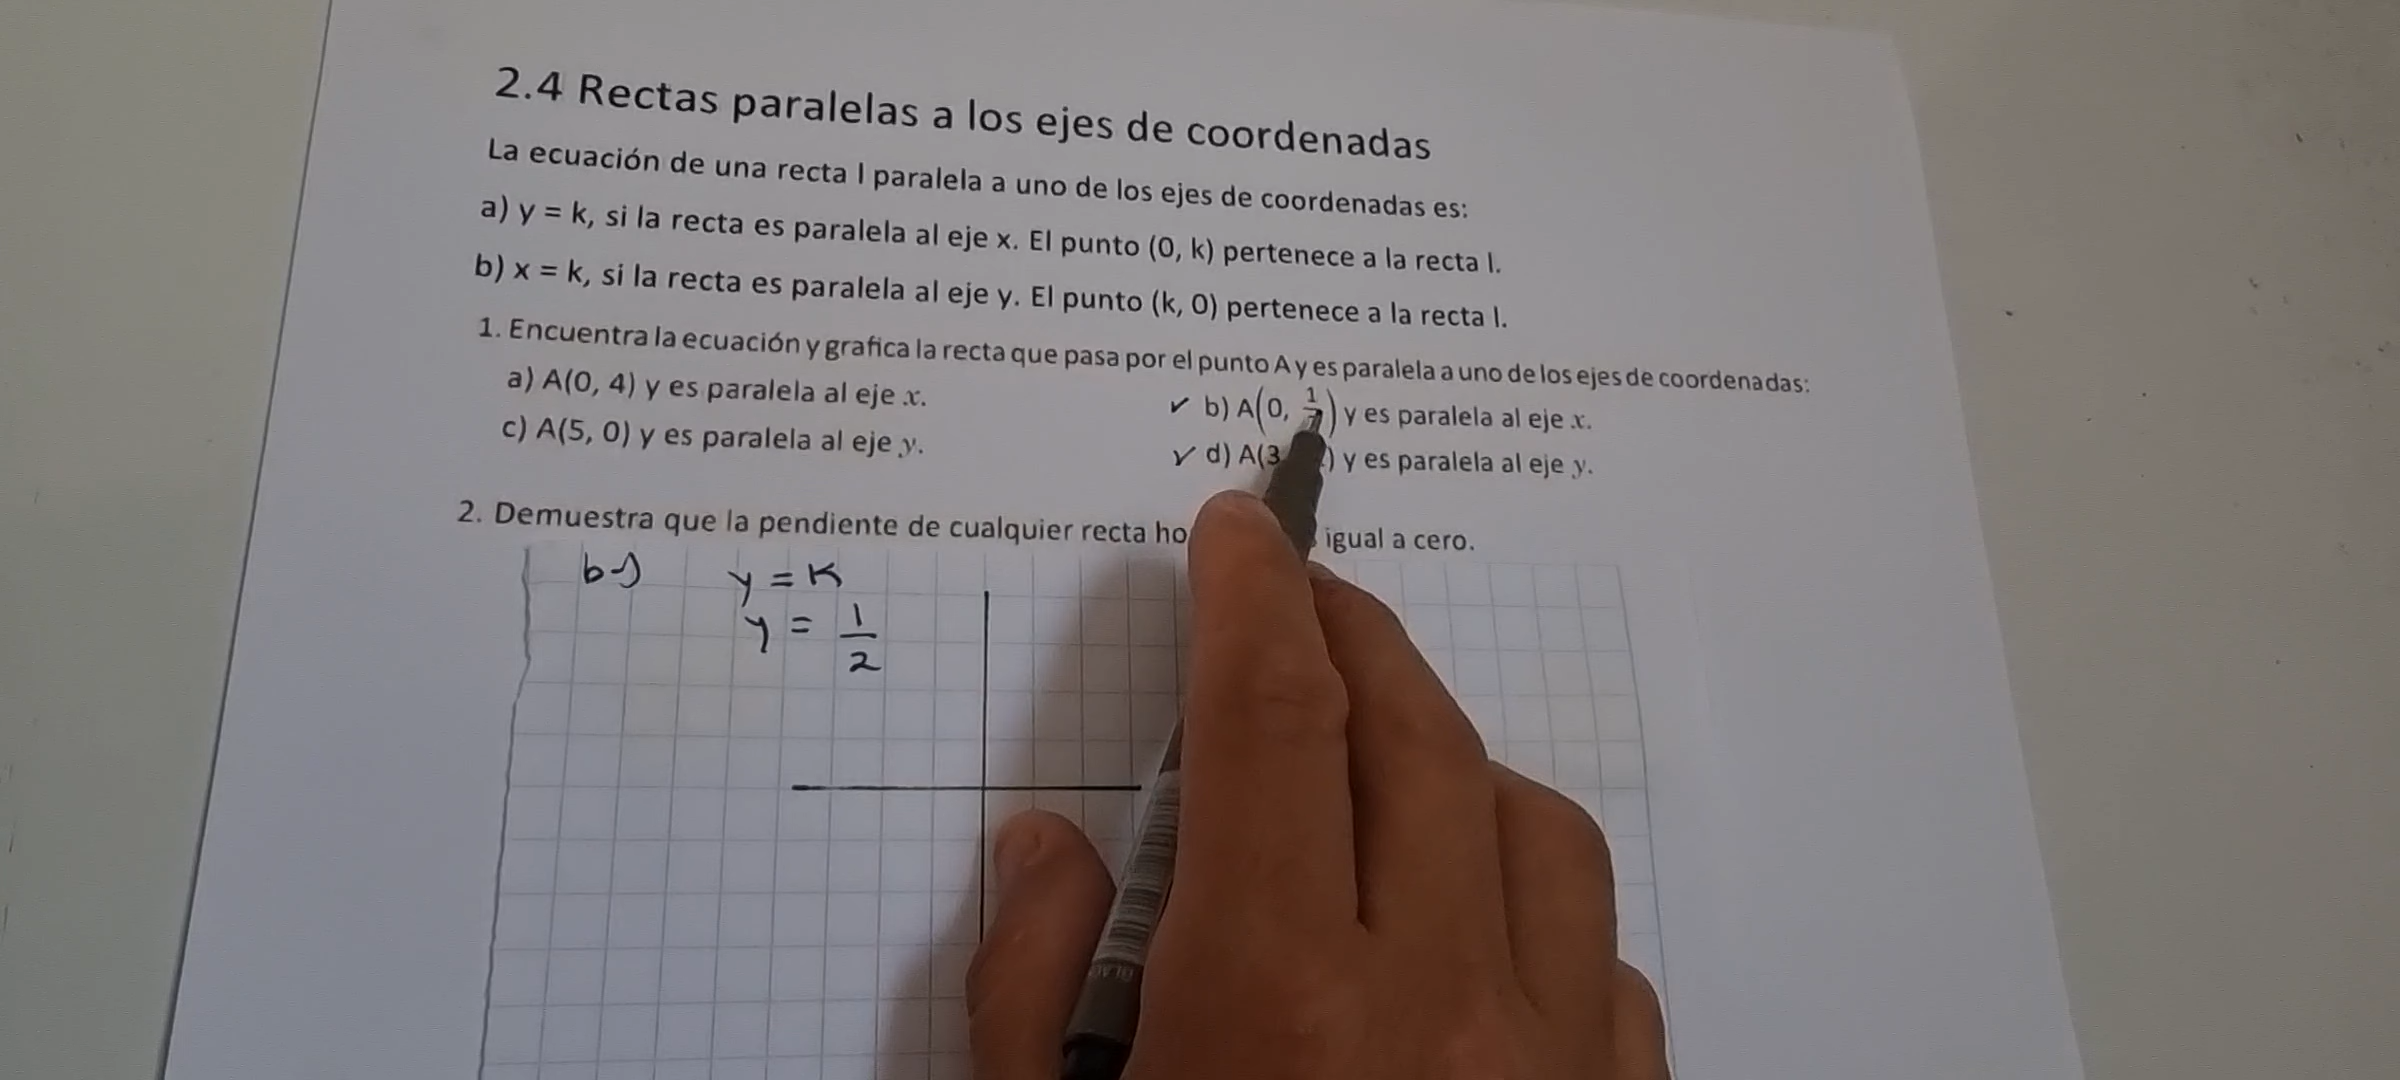 2.4 Rectas paralelas a los ejes de coordenadas
La ecuación de una recta l paralela a uno de los ejes de coordenadas es:
a) y = k, si la recta es paralela al eje x. El punto (0, k) pertenece a la recta l.
b) x = k, si la recta es paralela al eje y. El punto (k, 0) pertenece a la recta l.
1. Encuentra la ecuación y grafica la recta que pasa por el punto A y es paralela a uno de los ejes de coordenadas:
a) A(0, 4) y es paralela al eje x.
✓ b) A(0, 1/ ) y es paralela al eje x.
c) A(5, 0) y es paralela al eje y.
✓ d) A(3 ) y es paralela al eje y.
2. Demuestra que la pendiente de cualquier recta igual a cero.
b-)
y = k
y = 1/2